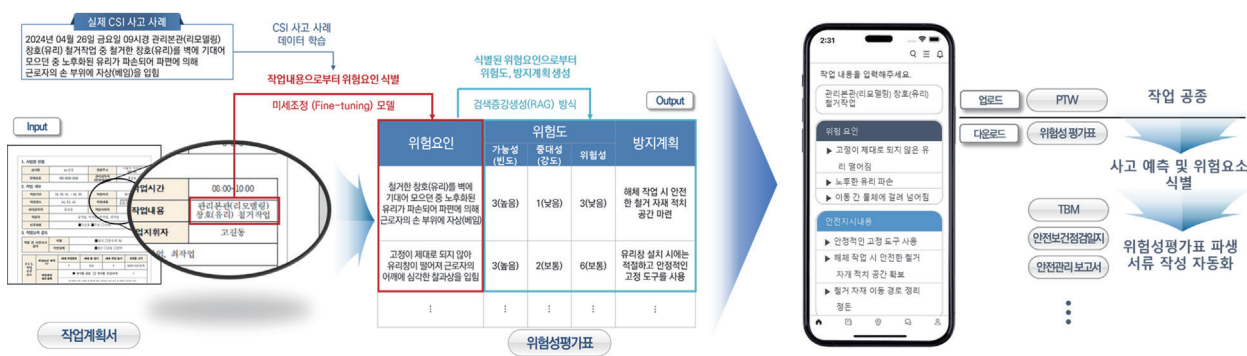 실제 CSI 사고 사례
2024년 04월 26일 금요일 09시경 관리본관(리모델링)
창호(유리) 철거작업 중 철거한 창호(유리)를 벽에 기대어
모으던 중 노후화된 유리가 파손되어 파편에 의해
근로자의 손 부위에 자상(베임)을 입힘
CSI 사고 사례
데이터 학습
작업내용으로부터 위험요인 식별
미세조정 (Fine-tuning) 모델
식별된 위험요인으로부터
위험도, 방지계획 생성
검색증강생성(RAG) 방식
Input
Output
작업시간
08:00-10:00
작업내용
관리본관(리모델링)
창호(유리) 철거작업
업지휘자
고길동
업, 최작업
작업계획서
위험요인
위험도
방지계획
가능성
(빈도)
중대성
(강도)
위험성
철거한 창호(유리)를 벽에
기대어 모으던 중 노후화된
유리가 파손되어 파편에 의해
근로자의 손 부위에 자상(베임)
3(높음)
1(낮음)
3(낮음)
해체 작업 시 안전
한 철거 자재 적치
공간 마련
고정이 제대로 되지 않아
유리창이 떨어져 근로자의
어깨에 심각한 찰과상을 입힘
3(높음)
2(보통)
6(보통)
유리창 설치 시에는
적절하고 안정적인
고정 도구를 사용
⋮
⋮
⋮
⋮
⋮
위험성평가표
2:31
작업 내용을 입력해주세요.
관리본관(리모델링) 창호(유리)
철거작업
위험 요인
▶ 고정이 제대로 되지 않은 유
리 떨어짐
▶ 노후한 유리 파손
▶ 이동 간 물체에 걸려 넘어짐
안전지시내용
▶ 안정적인 고정 도구 사용
▶ 해체 작업 시 안전한 철거
자개 적치 공간 확보
▶ 철거 자재 이동 경로 정리
정돈
업로드
PTW
작업 공종
다운로드
위험성 평가표
사고 예측 및 위험요소
식별
TBM
안전보건점검일지
안전관리 보고서
위험성평가표 파생
서류 작성 자동화
⋮